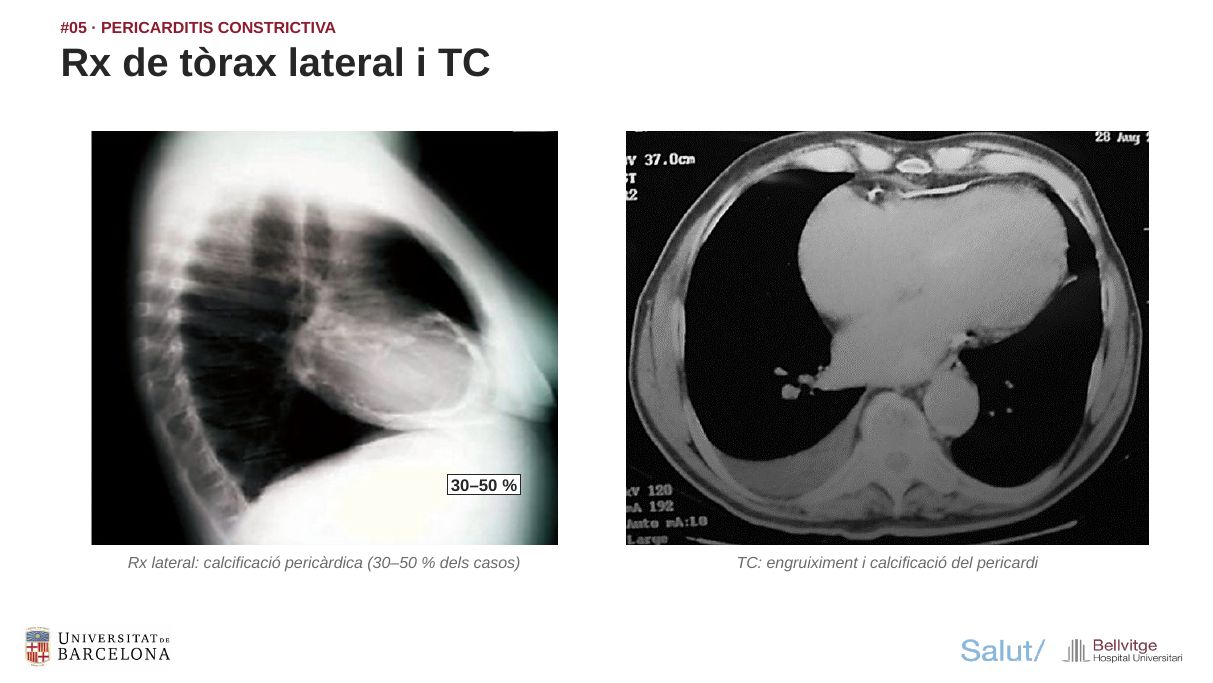 #05 · PERICARDITIS CONSTRICTIVA
Rx de tòrax lateral i TC
30–50 %
28 Aug
37.0cm
kV 120
mA 192
Auto mA:10
Large
Rx lateral: calcificació pericàrdica (30–50 % dels casos)
TC: engruiximent i calcificació del pericardi
UNIVERSITAT DE
BARCELONA
Salut/
Bellvitge
Hospital Universitari